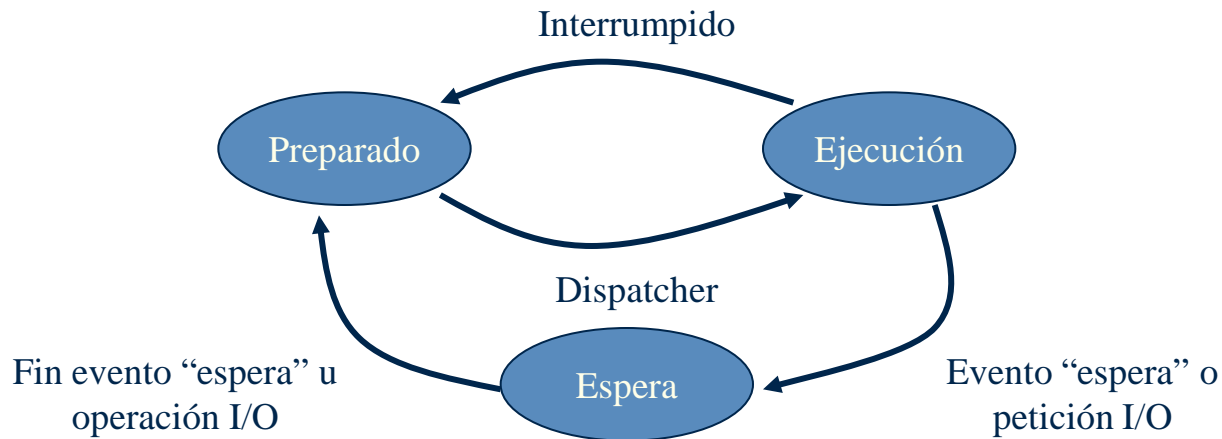 Interrumpido
Preparado
Ejecución
Dispatcher
Fin evento “espera” u
operación I/O
Espera
Evento “espera” o
petición I/O